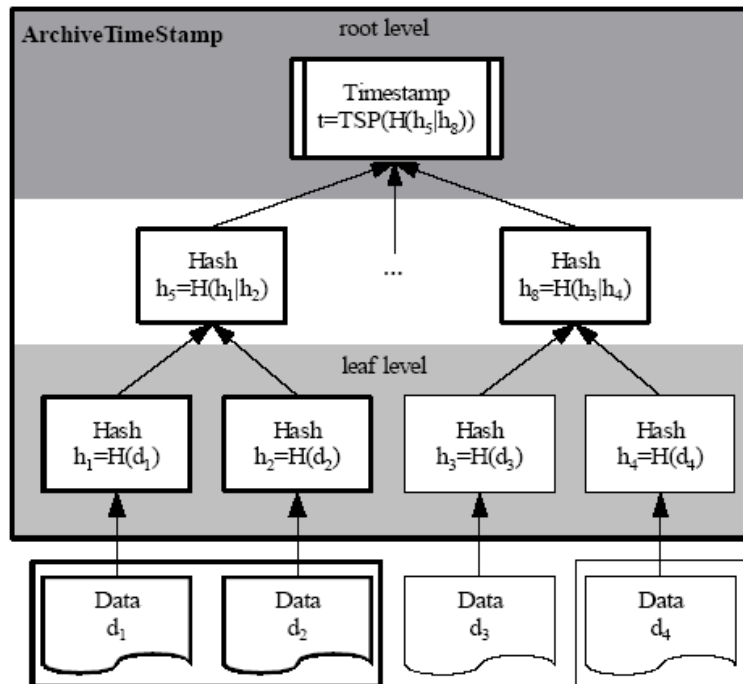 ArchiveTimeStamp
root level
Timestamp
t=TSP(H(h₅|h₈))
Hash
h₅=H(h₁|h₂)
...
Hash
h₈=H(h₃|h₄)
leaf level
Hash
h₁=H(d₁)
Hash
h₂=H(d₂)
Hash
h₃=H(d₃)
Hash
h₄=H(d₄)
Data
d₁
Data
d₂
Data
d₃
Data
d₄